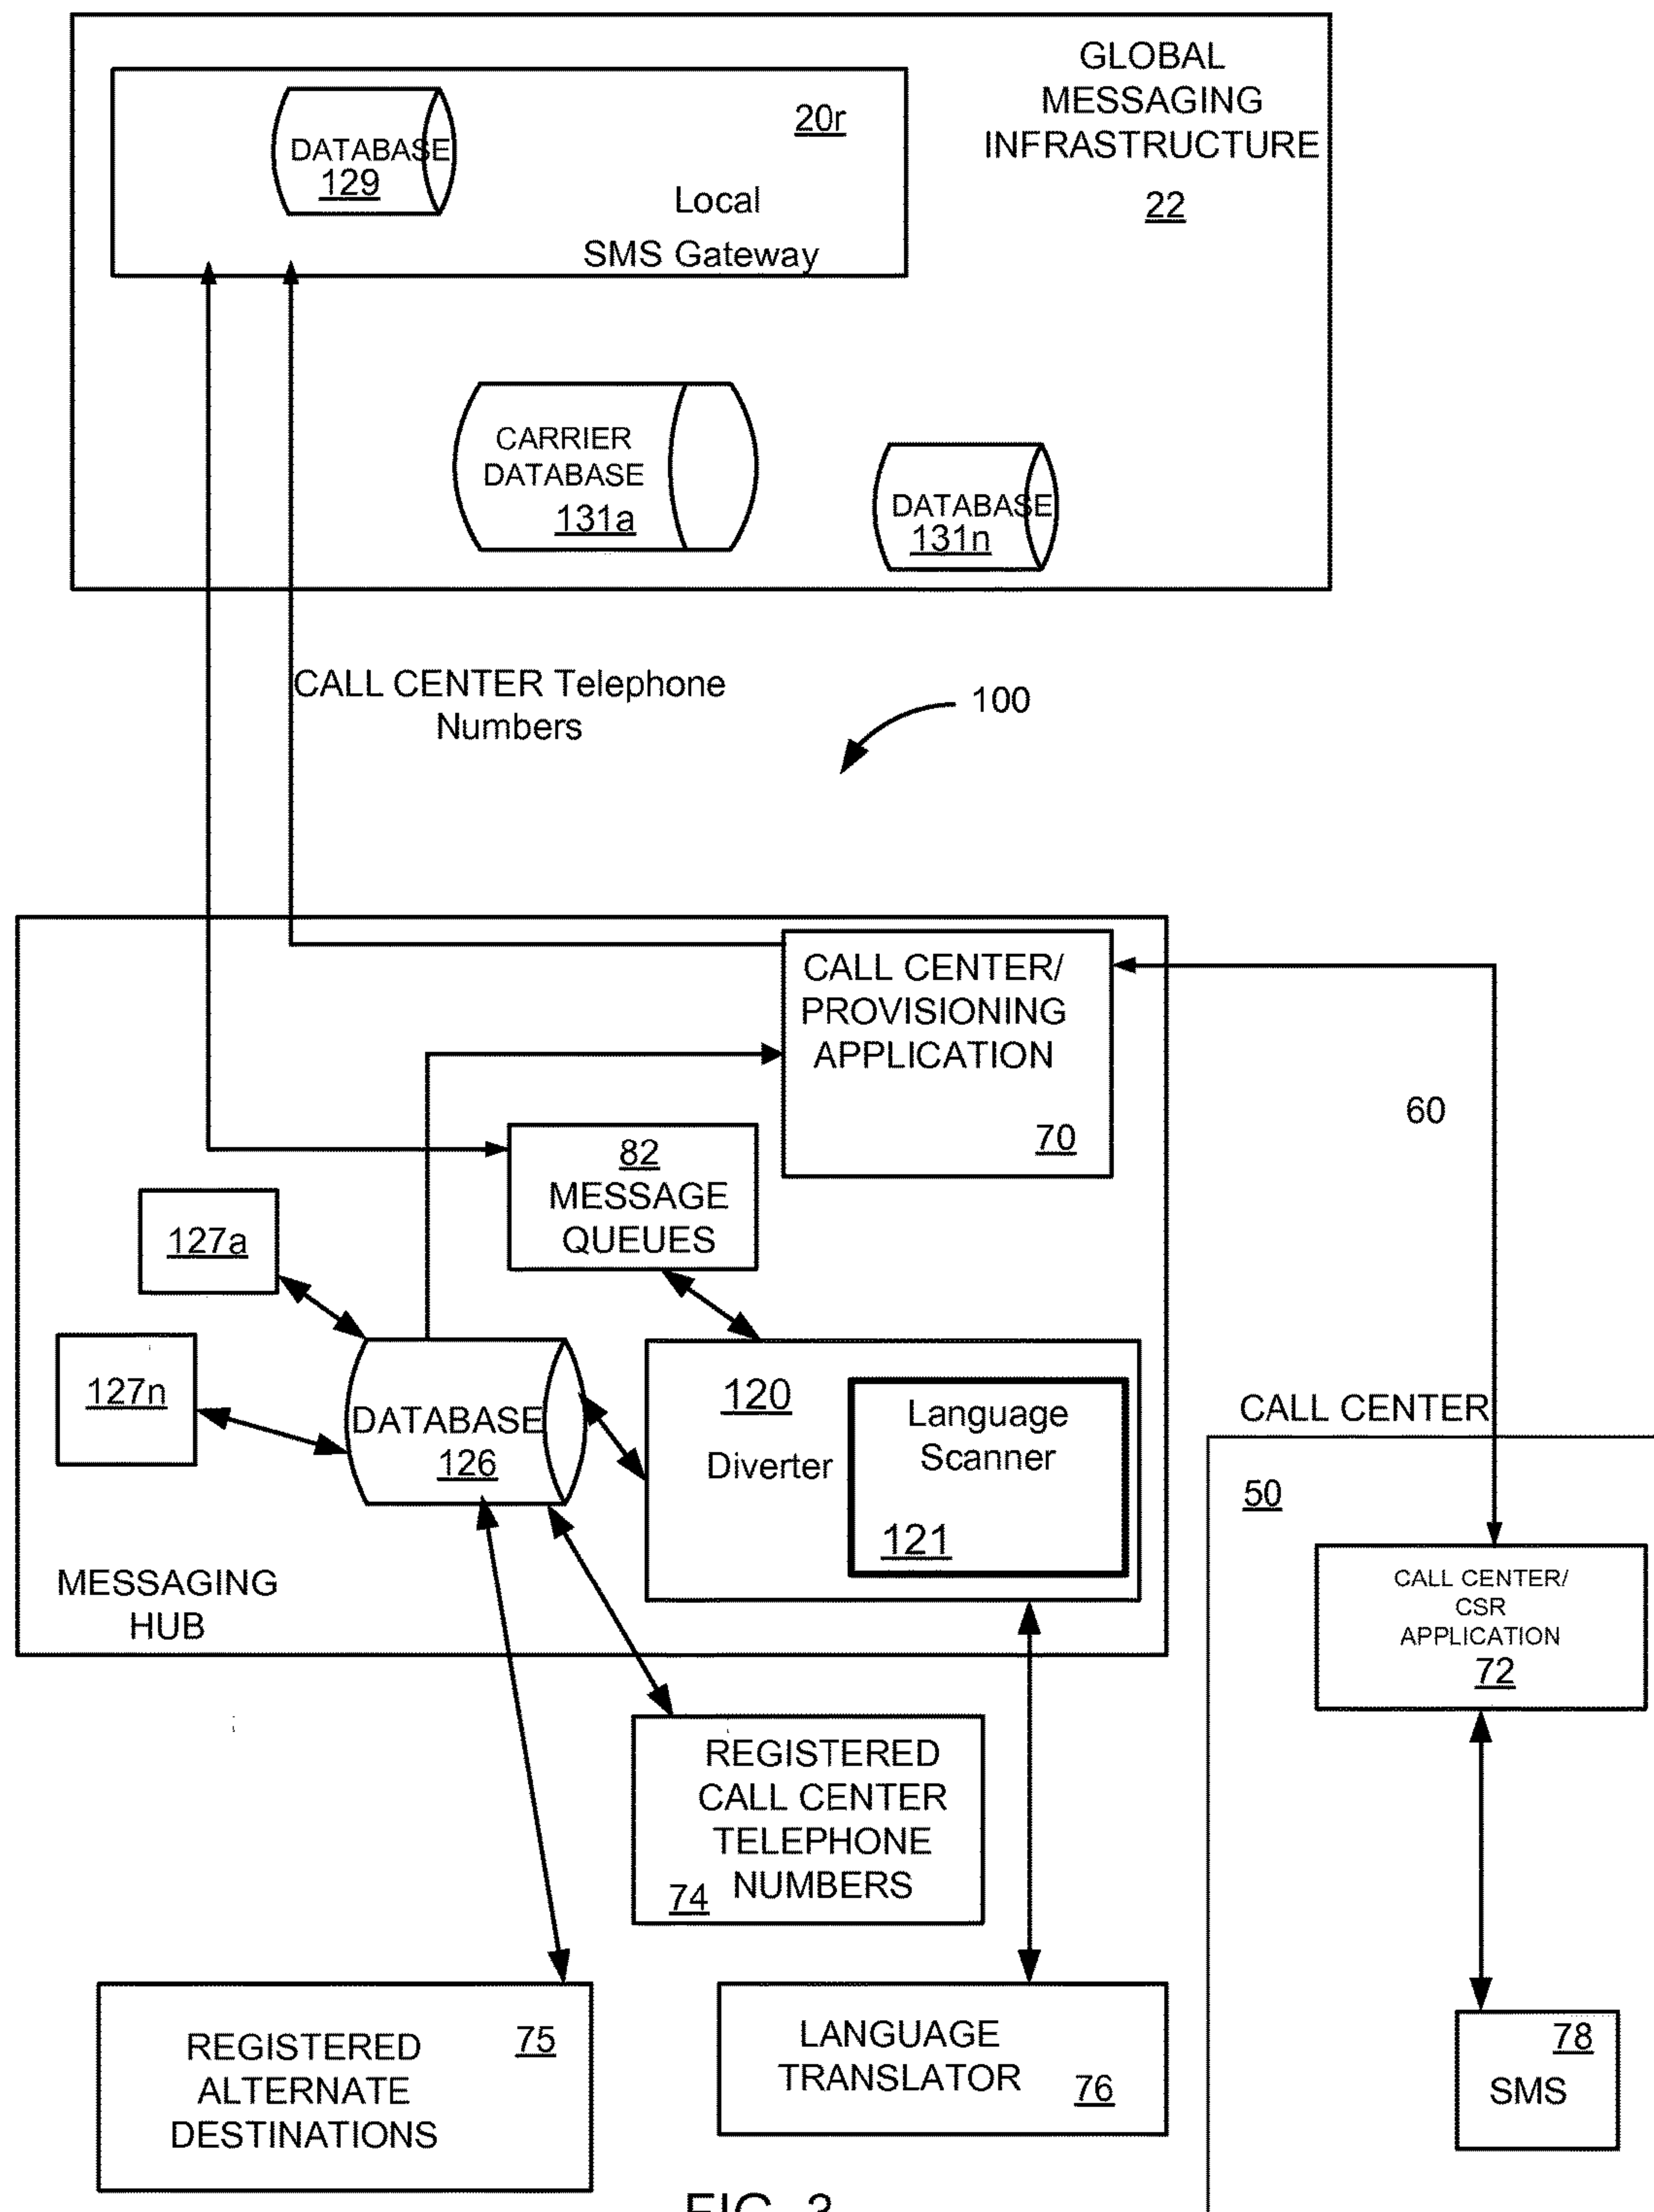 GLOBAL
MESSAGING
INFRASTRUCTURE
22
20r
DATABASE
129
Local
SMS Gateway
CARRIER
DATABASE
131a
DATABASE
131n
CALL CENTER Telephone
Numbers
100
CALL CENTER/
PROVISIONING
APPLICATION
70
60
82
MESSAGE
QUEUES
127a
127n
DATABASE
126
120
Diverter
Language
Scanner
121
MESSAGING
HUB
CALL CENTER
50
CALL CENTER/
CSR
APPLICATION
72
REGISTERED
CALL CENTER
TELEPHONE
NUMBERS
74
75
REGISTERED
ALTERNATE
DESTINATIONS
LANGUAGE
TRANSLATOR
76
78
SMS
FIG. 3